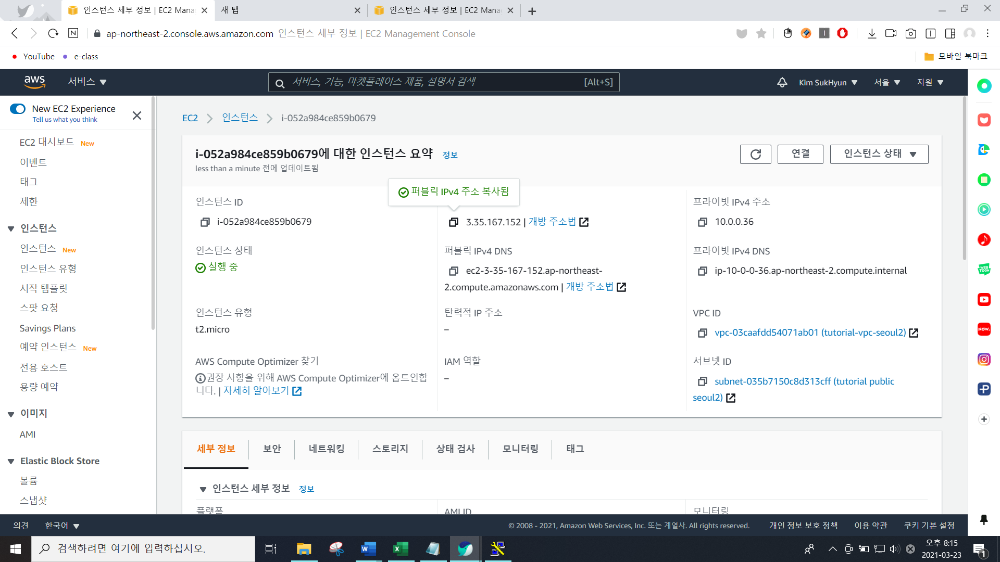 인스턴스 세부 정보 | EC2 Mana
새 탭
인스턴스 세부 정보 | EC2 Mana
ap-northeast-2.console.aws.amazon.com 인스턴스 세부 정보 | EC2 Management Console
YouTube
e-class
모바일 북마크
aws
서비스
서비스, 기능, 마켓플레이스 제품, 설명서 검색
[Alt+S]
Kim SukHyun
서울
지원
New EC2 Experience
Tell us what you think
EC2 대시보드 New
이벤트
태그
제한
인스턴스
인스턴스 New
인스턴스 유형
시작 템플릿
스팟 요청
Savings Plans
예약 인스턴스 New
전용 호스트
용량 예약
이미지
AMI
Elastic Block Store
볼륨
스냅샷
EC2
인스턴스
i-052a984ce859b0679
i-052a984ce859b0679에 대한 인스턴스 요약 정보
less than a minute 전에 업데이트됨
연결
인스턴스 상태
퍼블릭 IPv4 주소 복사됨
인스턴스 ID
i-052a984ce859b0679
3.35.167.152 | 개방 주소법
프라이빗 IPv4 주소
10.0.0.36
인스턴스 상태
실행 중
퍼블릭 IPv4 DNS
ec2-3-35-167-152.ap-northeast-
2.compute.amazonaws.com | 개방 주소법
프라이빗 IPv4 DNS
ip-10-0-0-36.ap-northeast-2.compute.internal
인스턴스 유형
t2.micro
탄력적 IP 주소
–
VPC ID
vpc-03caafdd54071ab01 (tutorial-vpc-seoul2)
AWS Compute Optimizer 찾기
권장 사항을 위해 AWS Compute Optimizer에 옵트인합
니다. | 자세히 알아보기
IAM 역할
–
서브넷 ID
subnet-035b7150c8d313cff (tutorial public
seoul2)
세부 정보
보안
네트워킹
스토리지
상태 검사
모니터링
태그
인스턴스 세부 정보 정보
플랫폼
AMI ID
모니터링
의견
한국어
© 2008 - 2021, Amazon Web Services, Inc. 또는 계열사. All rights reserved.
개인 정보 보호 정책
이용 약관
쿠키 기본 설정
WEB
TOON
NOW.
검색하려면 여기에 입력하십시오.
오후 8:15
2021-03-23
1